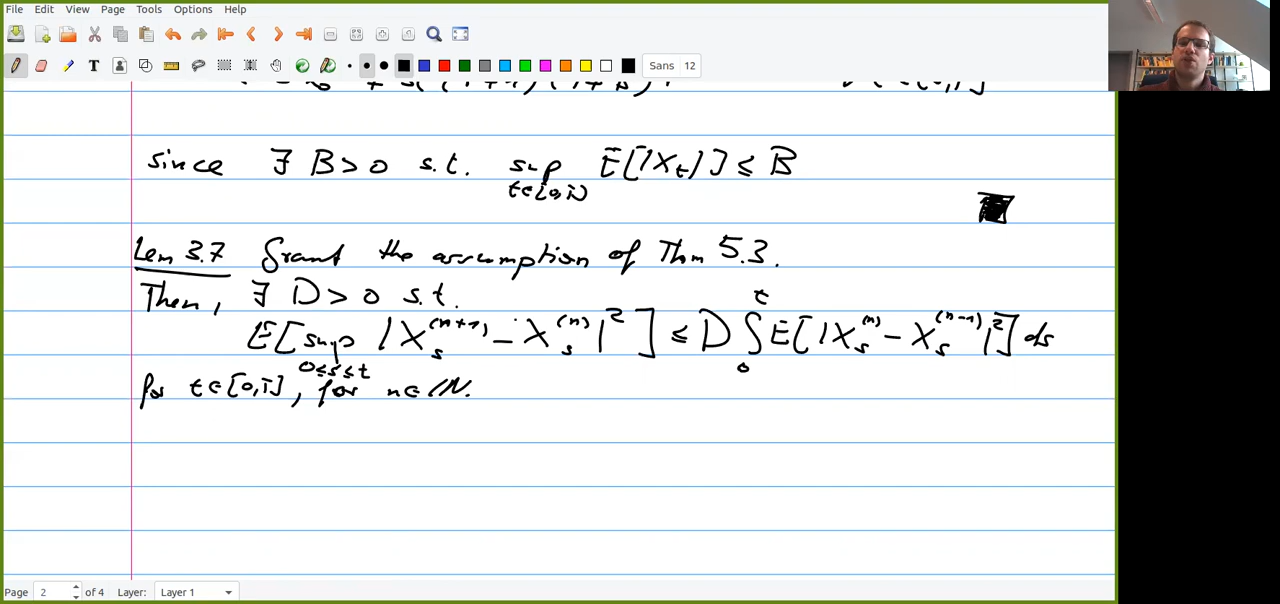 File Edit View Page Tools Options Help
Sans 12
since ∃ B>0 s.t. sup E[|X_t|] ≤ B
t∈[0,T]
Lem 3.7 Grant the assumption of Thm 5.3.
Then, ∃ D>0 s.t.
E[sup |X_s^(n+1) - X_s^(n)|^2] ≤ D ∫_0^t E[|X_s^(n) - X_s^(n-1)|^2] ds
0≤s≤t
for t∈[0,T], for n∈ℕ.
Page 2 of 4 Layer: Layer 1